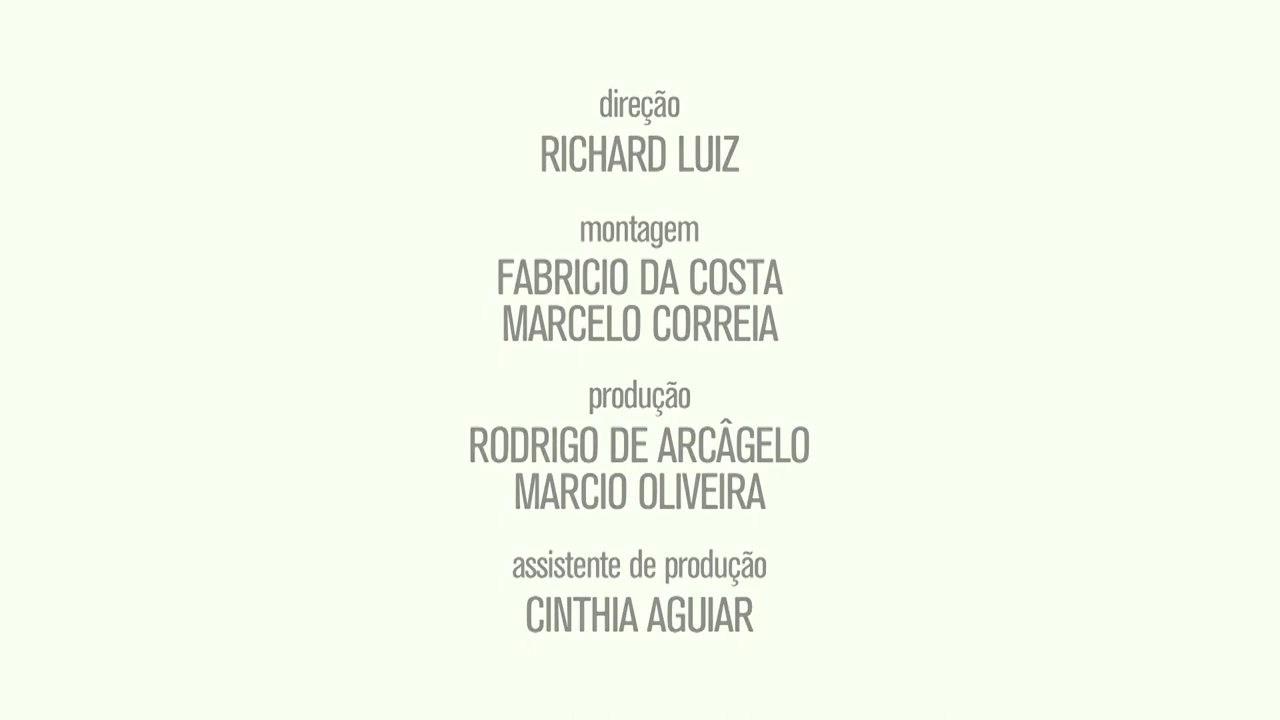 direção
RICHARD LUIZ
montagem
FABRICIO DA COSTA
MARCELO CORREIA
produção
RODRIGO DE ARCÂGELO
MARCIO OLIVEIRA
assistente de produção
CINTHIA AGUIAR